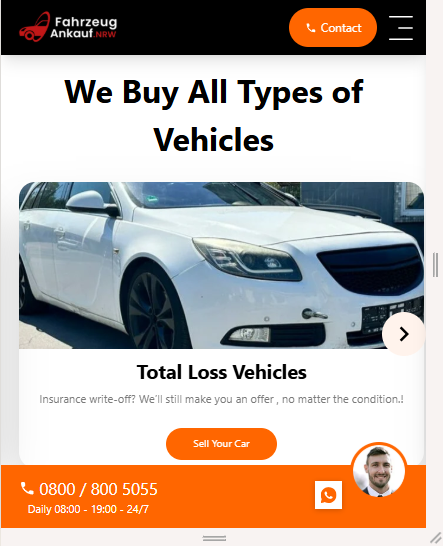 Fahrzeug
Ankauf.NRW
Contact
We Buy All Types of
Vehicles
Total Loss Vehicles
Insurance write-off? We'll still make you an offer , no matter the condition.!
Sell Your Car
0800 / 800 5055
Daily 08:00 - 19:00 - 24/7